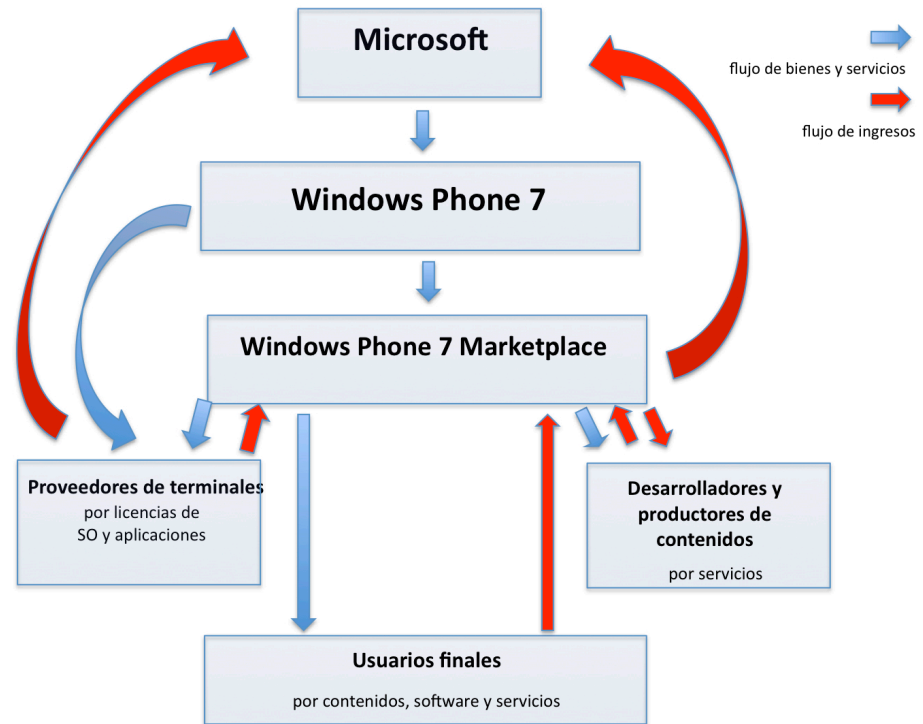 Microsoft
flujo de bienes y servicios
flujo de ingresos
Windows Phone 7
Windows Phone 7 Marketplace
Proveedores de terminales
por licencias de
SO y aplicaciones
Desarrolladores y
productores de
contenidos
por servicios
Usuarios finales
por contenidos, software y servicios